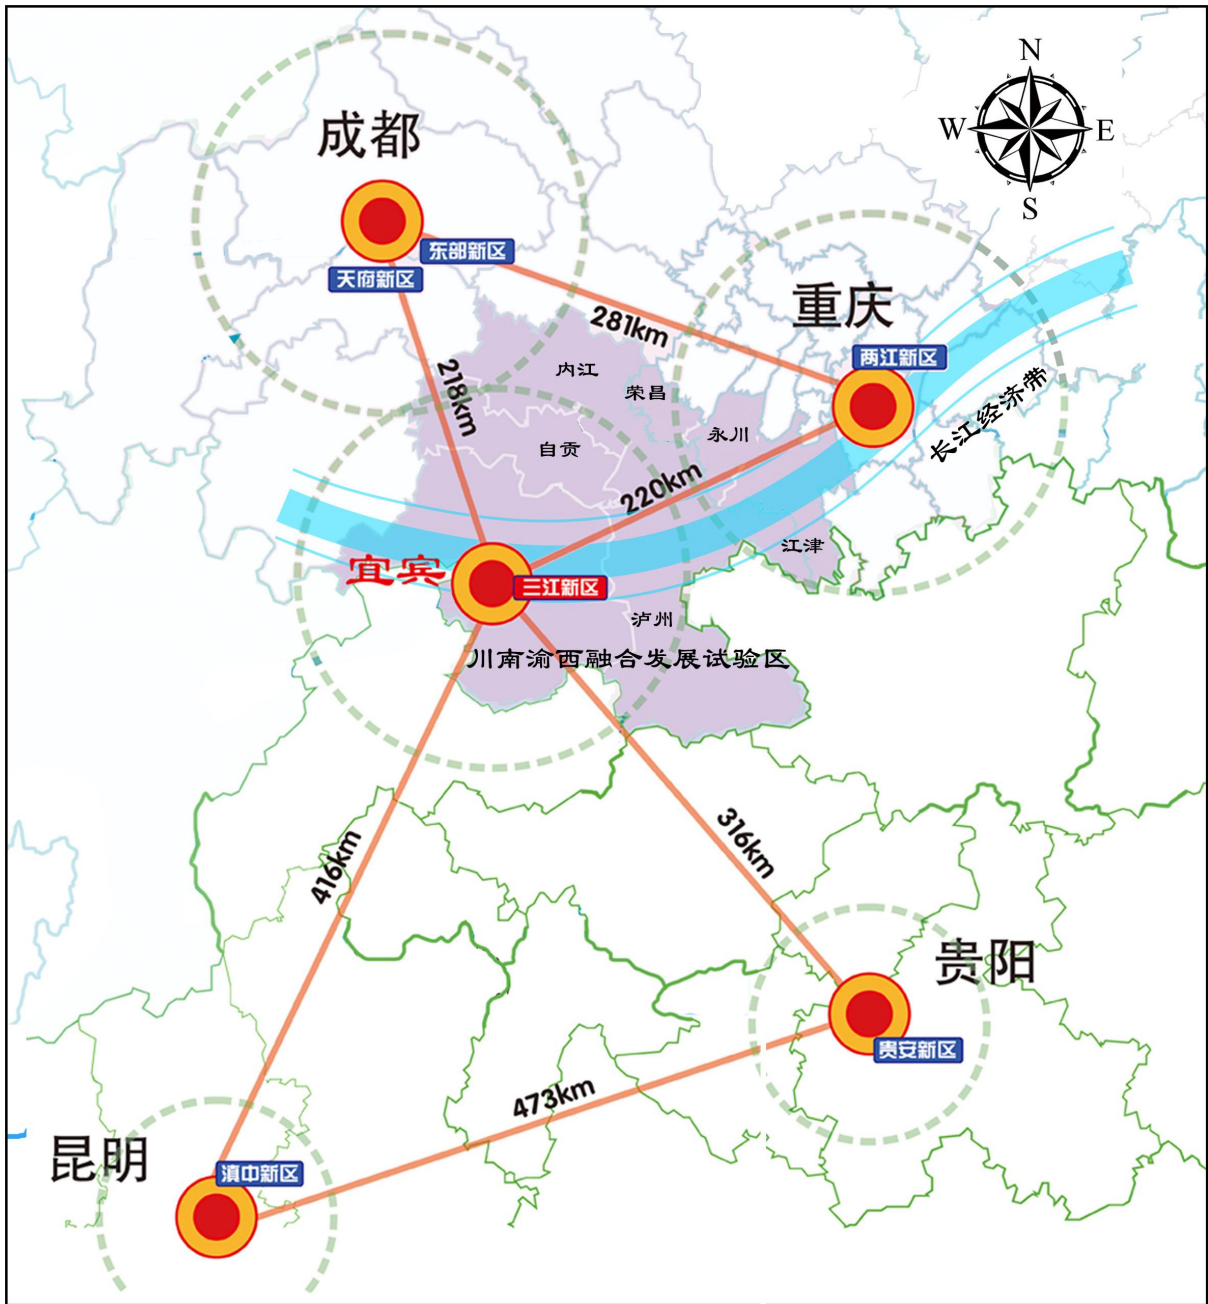 N
W
E
S
成都
东部新区
天府新区
281km
重庆
两江新区
218km
内江
荣昌
长江经济带
永川
自贡
220km
江津
宜宾
三江新区
泸州
川南渝西融合发展试验区
316km
416km
贵阳
贵安新区
473km
昆明
滇中新区